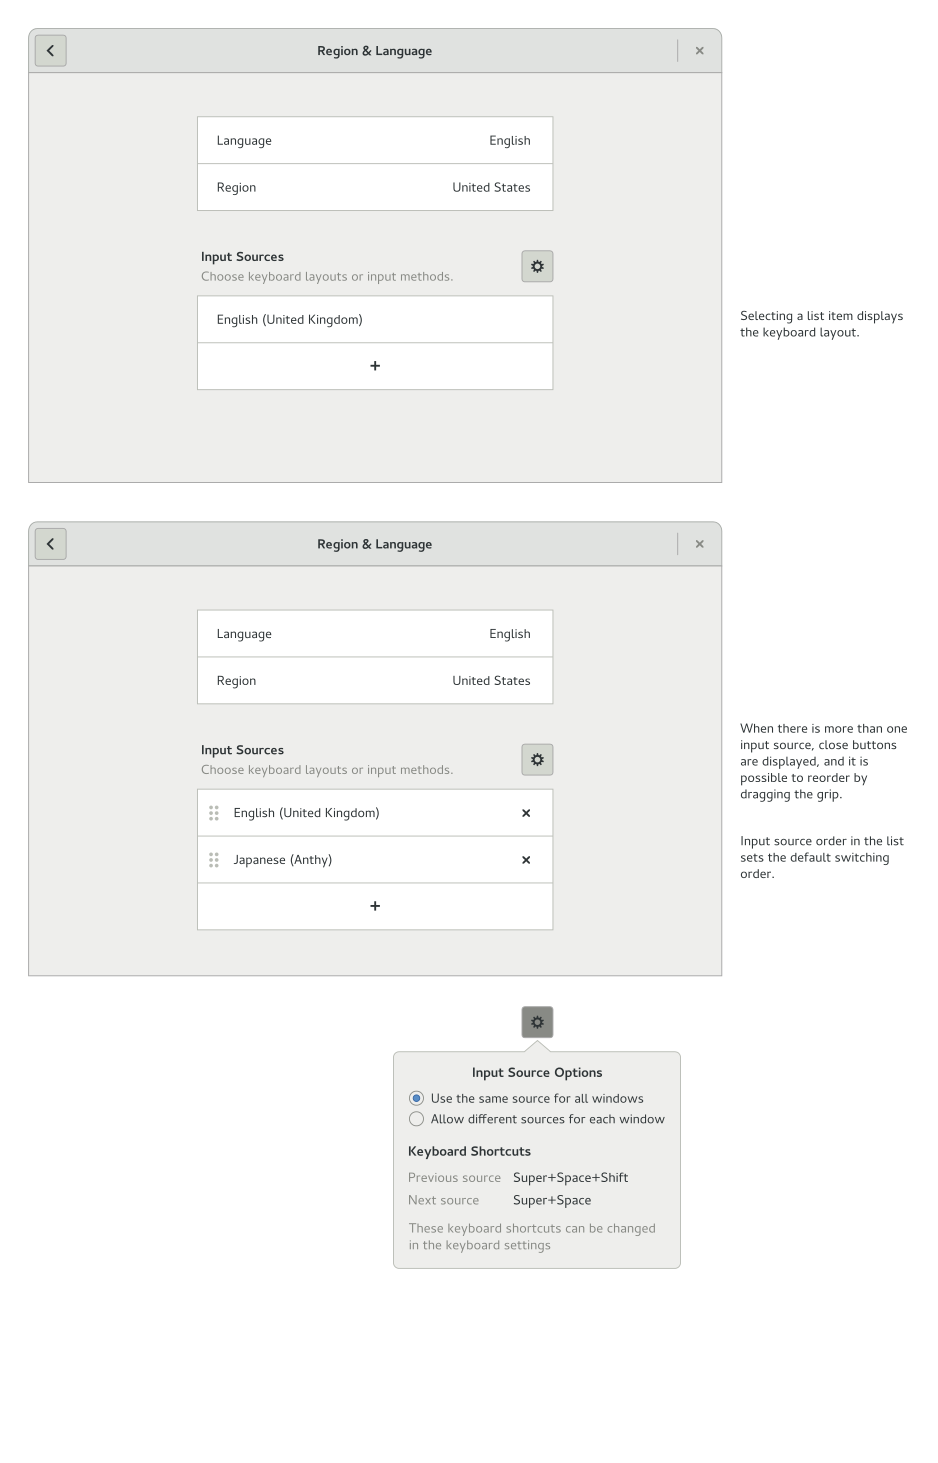 Region & Language
Language English
Region United States
Input Sources
Choose keyboard layouts or input methods.
English (United Kingdom)
+
Selecting a list item displays
the keyboard layout.
Region & Language
Language English
Region United States
Input Sources
Choose keyboard layouts or input methods.
English (United Kingdom)
Japanese (Anthy)
+
When there is more than one
input source, close buttons
are displayed, and it is
possible to reorder by
dragging the grip.
Input source order in the list
sets the default switching
order.
Input Source Options
Use the same source for all windows
Allow different sources for each window
Keyboard Shortcuts
Previous source Super+Space+Shift
Next source Super+Space
These keyboard shortcuts can be changed
in the keyboard settings